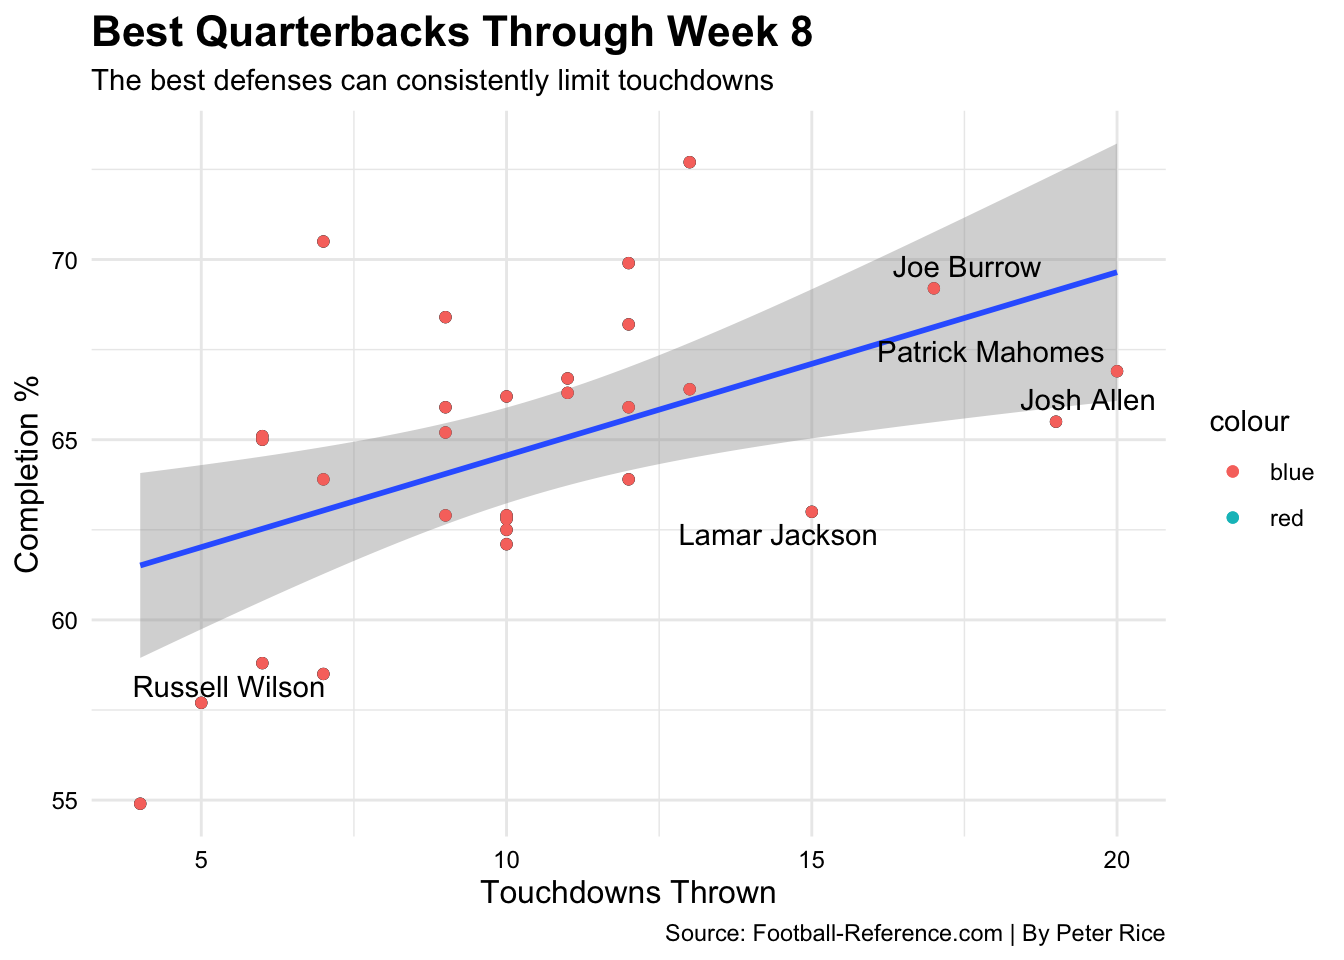 Best Quarterbacks Through Week 8
The best defenses can consistently limit touchdowns
Completion %
70
65
60
55
Joe Burrow
Patrick Mahomes
Josh Allen
Lamar Jackson
Russell Wilson
5
10
15
20
Touchdowns Thrown
colour
blue
red
Source: Football-Reference.com | By Peter Rice